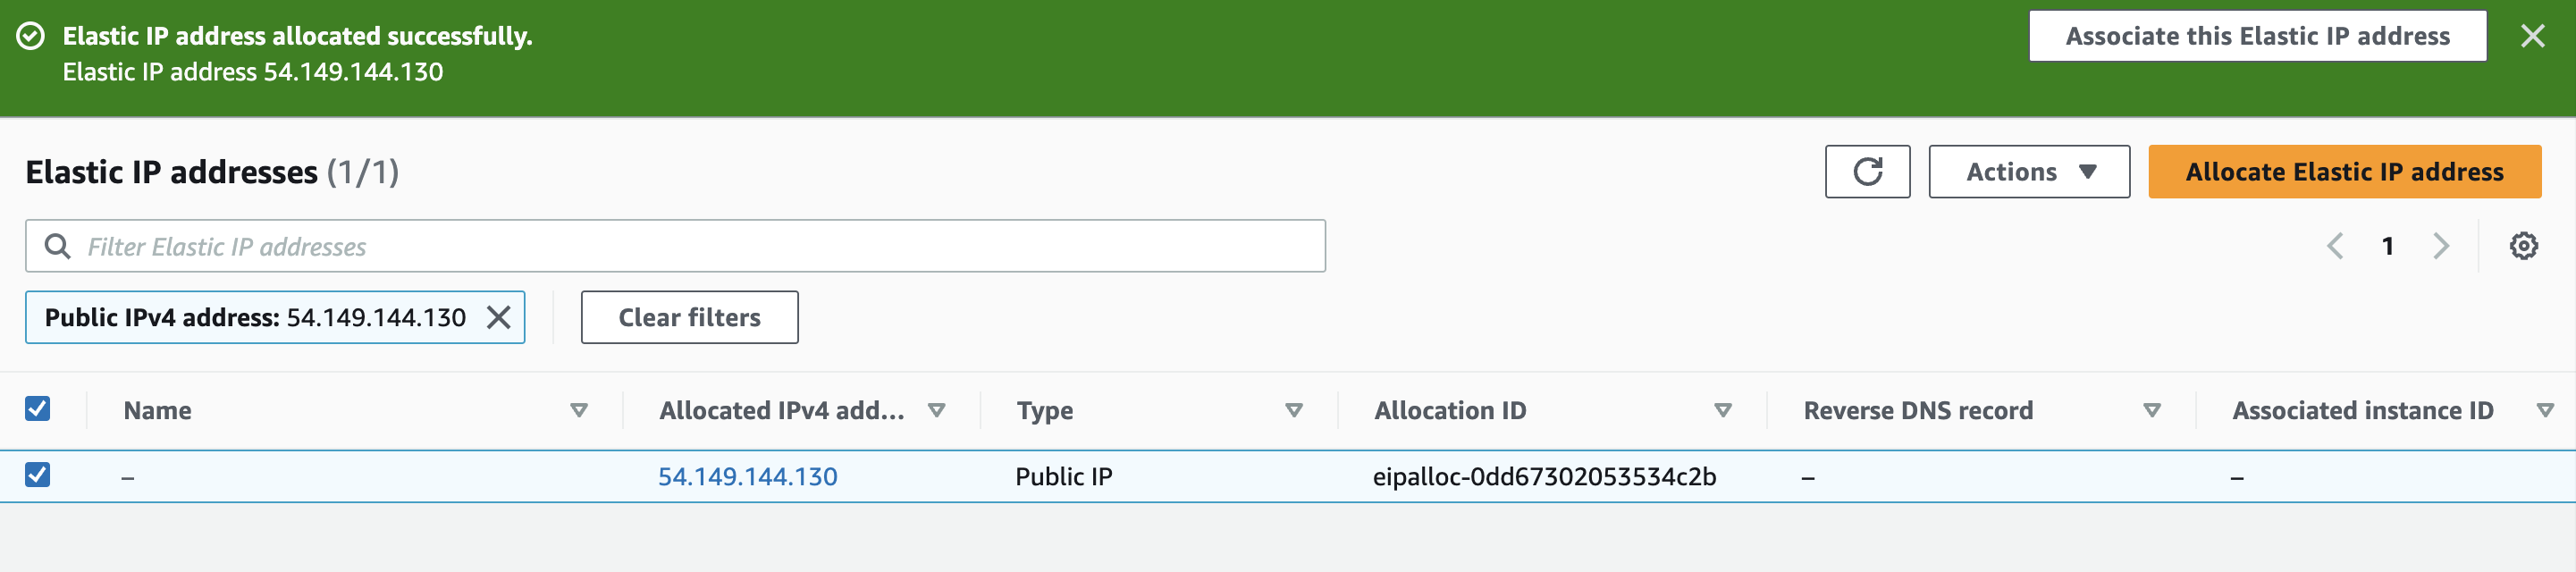 Elastic IP address allocated successfully.
Elastic IP address 54.149.144.130
Associate this Elastic IP address
Elastic IP addresses (1/1)
Actions
Allocate Elastic IP address
Filter Elastic IP addresses
1
Public IPv4 address: 54.149.144.130
Clear filters
Name Allocated IPv4 add... Type Allocation ID Reverse DNS record Associated instance ID
– 54.149.144.130 Public IP eipalloc-0dd67302053534c2b – –